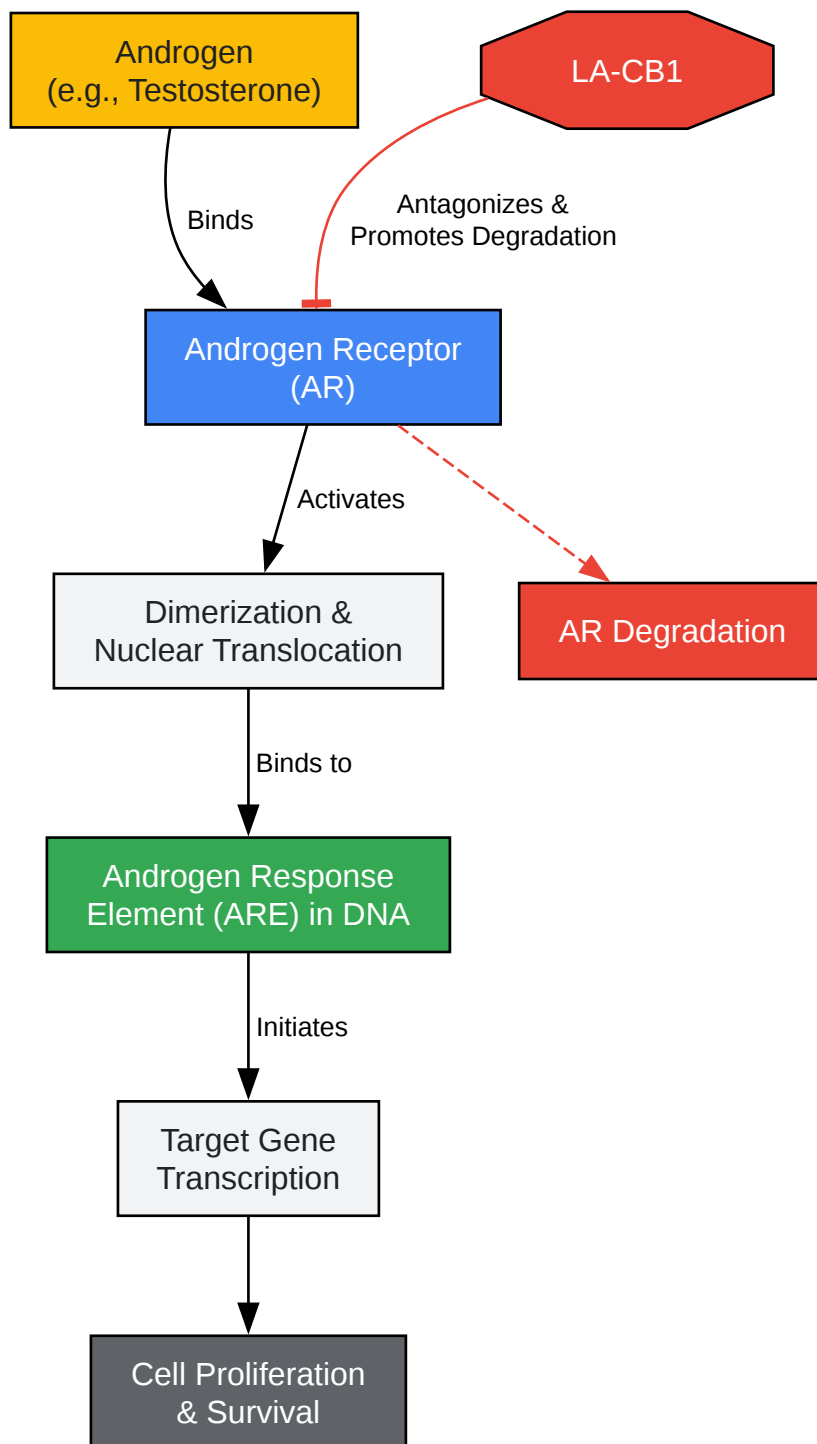 Androgen
(e.g., Testosterone)
LA-CB1
Binds
Antagonizes &
Promotes Degradation
Androgen Receptor
(AR)
Activates
Dimerization &
Nuclear Translocation
AR Degradation
Binds to
Androgen Response
Element (ARE) in DNA
Initiates
Target Gene
Transcription
Cell Proliferation
& Survival